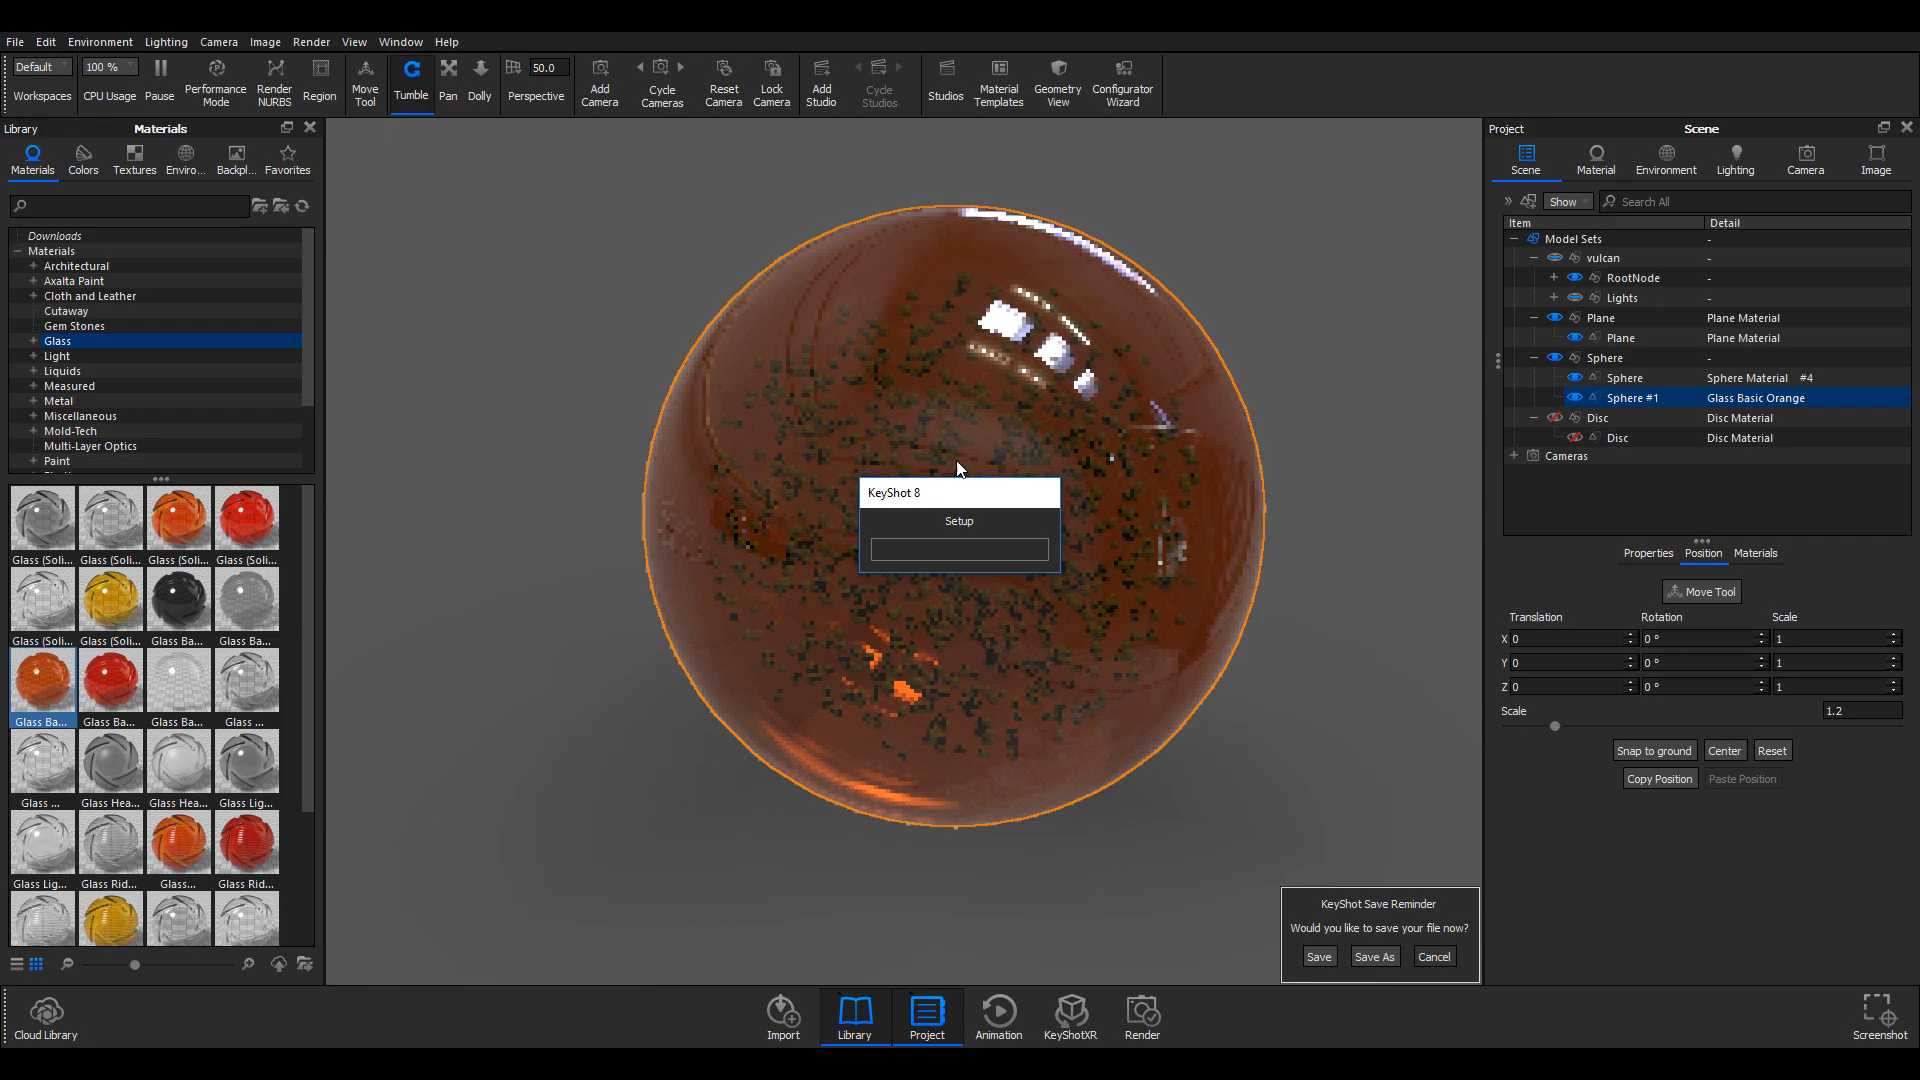 File Edit Environment Lighting Camera Image Render View Window Help
Default 100 % 50.0
Workspaces CPU Usage Pause Performance Mode Render NURBS Region Move Tool Tumble Pan Dolly Perspective Add Camera Cycle Cameras Reset Camera Lock Camera Add Studio Cycle Studios Studios Material Templates Geometry View Configurator Wizard
Library Materials
Materials Colors Textures Enviro... Backpl... Favorites
Downloads
Materials
Architectural
Axalta Paint
Cloth and Leather
Cutaway
Gem Stones
Glass
Light
Liquids
Measured
Metal
Miscellaneous
Mold-Tech
Multi-Layer Optics
Paint
Glass (Soli... Glass (Soli... Glass (Soli... Glass (Soli...
Glass (Soli... Glass (Soli... Glass Ba... Glass Ba...
Glass Ba... Glass Ba... Glass Ba... Glass ...
Glass ... Glass Hea... Glass Hea... Glass Lig...
Glass Lig... Glass Rid... Glass... Glass Rid...
KeyShot 8
Setup
KeyShot Save Reminder
Would you like to save your file now?
Save Save As Cancel
Project Scene
Scene Material Environment Lighting Camera Image
Show Search All
Item Detail
Model Sets -
vulcan -
RootNode -
Lights -
Plane Plane Material
Plane Plane Material
Sphere -
Sphere Sphere Material #4
Sphere #1 Glass Basic Orange
Disc Disc Material
Disc Disc Material
Cameras
Properties Position Materials
Move Tool
Translation Rotation Scale
X 0 0 ° 1
Y 0 0 ° 1
Z 0 0 ° 1
Scale 1.2
Snap to ground Center Reset
Copy Position Paste Position
Cloud Library Import Library Project Animation KeyShotXR Render Screenshot